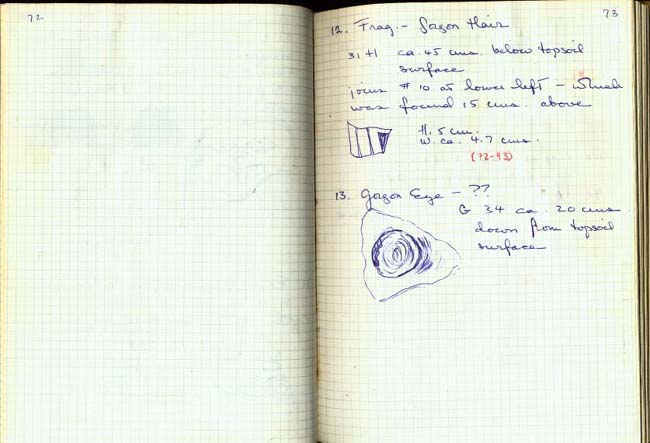 72
73
12. Frag. - Gorgon Hair
31 + 1 ca. 45 cms. below topsoil
surface
joins # 10 at lower left - which
was found 15 cms. above
H. 5 cm.
W. ca. 4.7 cms.
(72-93)
13. Gorgon Eye - ??
G 34 ca. 20 cms
down from topsoil
surface